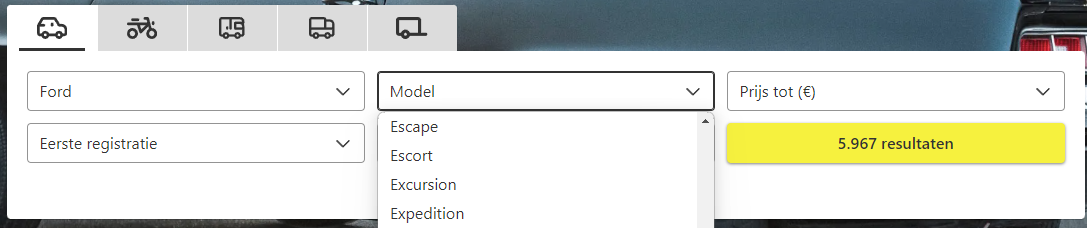 Ford
Model
Prijs tot (€)
Escape
Eerste registratie
5.967 resultaten
Escort
Excursion
Expedition